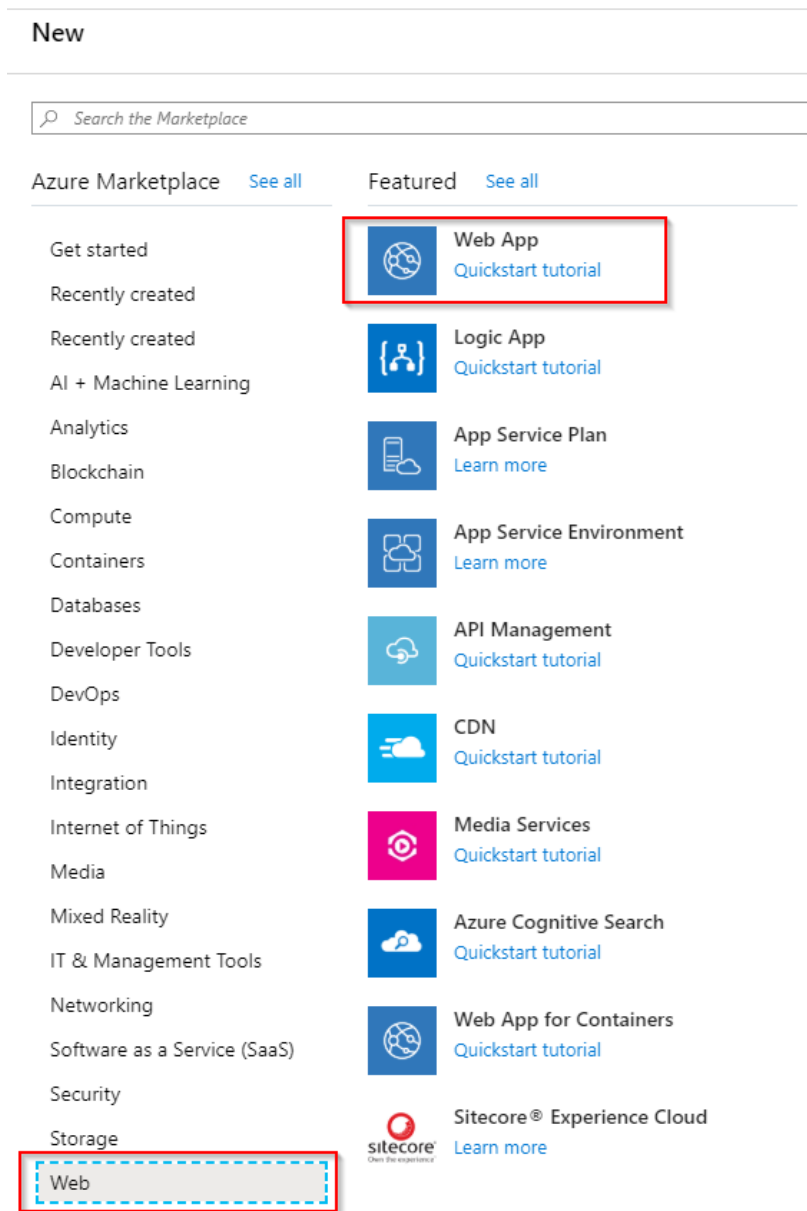 New
Search the Marketplace
Azure Marketplace See all
Get started
Recently created
Recently created
AI + Machine Learning
Analytics
Blockchain
Compute
Containers
Databases
Developer Tools
DevOps
Identity
Integration
Internet of Things
Media
Mixed Reality
IT & Management Tools
Networking
Software as a Service (SaaS)
Security
Storage
Web
Featured See all
Web App
Quickstart tutorial
Logic App
Quickstart tutorial
App Service Plan
Learn more
App Service Environment
Learn more
API Management
Quickstart tutorial
CDN
Quickstart tutorial
Media Services
Quickstart tutorial
Azure Cognitive Search
Quickstart tutorial
Web App for Containers
Quickstart tutorial
sitecore
Own the experience
Sitecore® Experience Cloud
Learn more